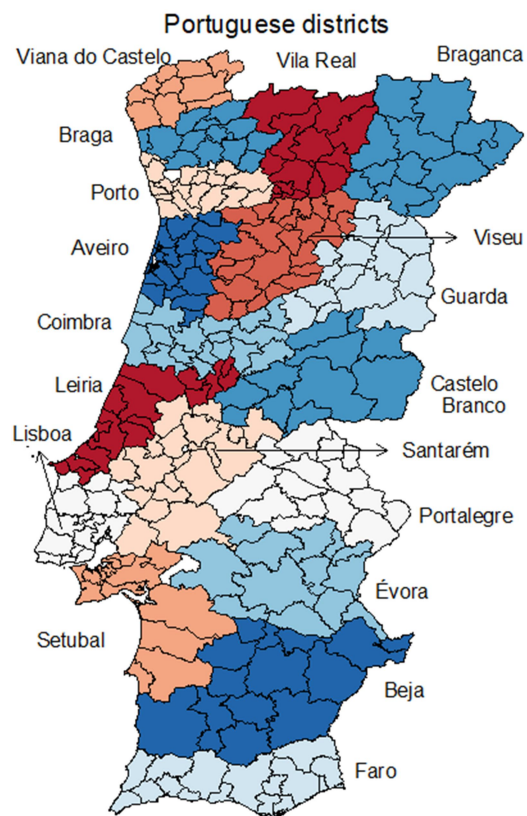 Portuguese districts
Viana do Castelo
Vila Real
Braganca
Braga
Porto
Aveiro
Viseu
Guarda
Coimbra
Leiria
Castelo
Branco
Lisboa
Santarém
Portalegre
Évora
Setubal
Beja
Faro